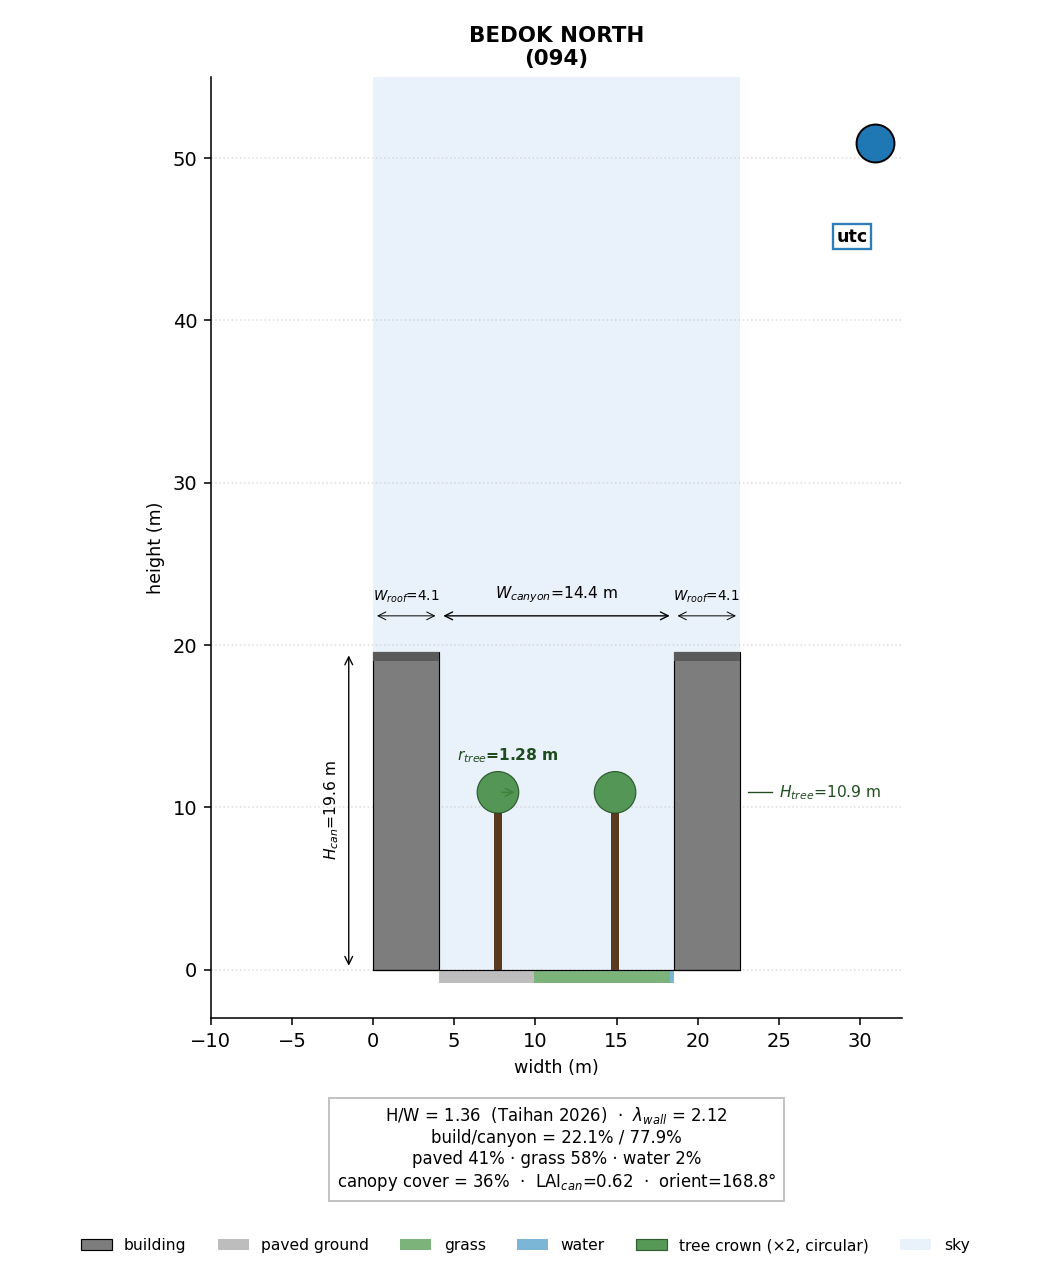 BEDOK NORTH
(094)
utc
50
40
30
20
10
0
height (m)
W_roof=4.1
W_canyon=14.4 m
W_roof=4.1
r_tree=1.28 m
H_can=19.6 m
H_tree=10.9 m
−10 −5 0 5 10 15 20 25 30
width (m)
H/W = 1.36 (Taihan 2026) · λ_wall = 2.12
build/canyon = 22.1% / 77.9%
paved 41% · grass 58% · water 2%
canopy cover = 36% · LAI_can=0.62 · orient=168.8°
building paved ground grass water tree crown (×2, circular) sky